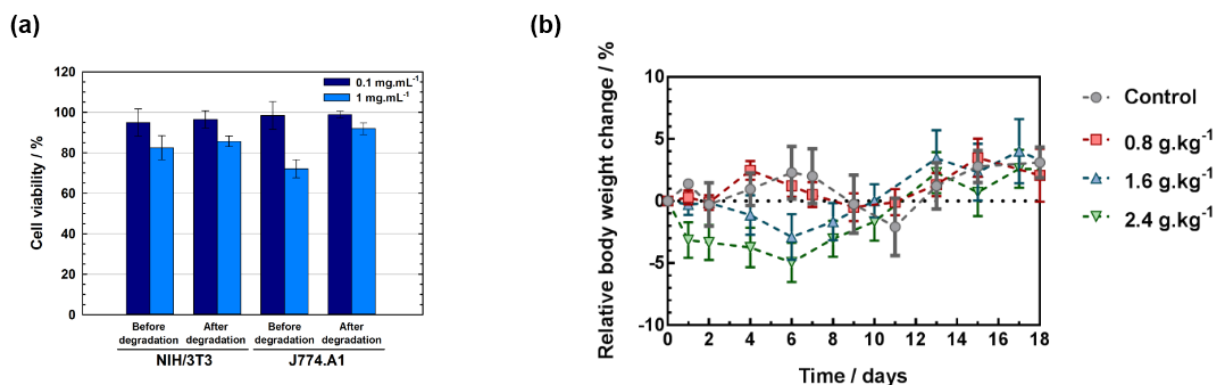 (a)
Cell viability / %
120
100
80
60
40
20
0
0.1 mg.mL-1
1 mg.mL-1
Before degradation
After degradation
Before degradation
After degradation
NIH/3T3
J774.A1
(b)
Relative body weight change / %
10
5
0
-5
-10
0 2 4 6 8 10 12 14 16 18
Time / days
Control
0.8 g.kg-1
1.6 g.kg-1
2.4 g.kg-1